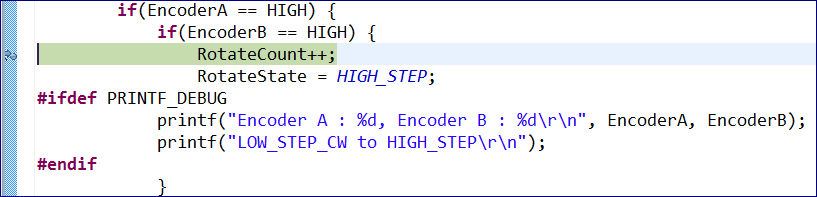 if(EncoderA == HIGH) {
if(EncoderB == HIGH) {
RotateCount++;
RotateState = HIGH_STEP;
#ifdef PRINTF_DEBUG
printf("Encoder A : %d, Encoder B : %d\r\n", EncoderA, EncoderB);
printf("LOW_STEP_CW to HIGH_STEP\r\n");
#endif
}